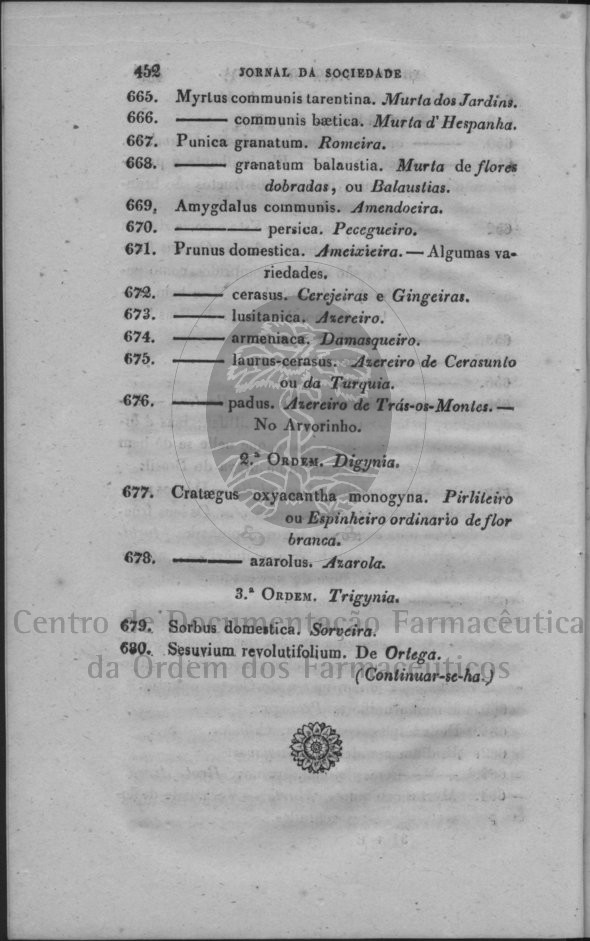 452 JORNAL DA SOCIEDADE
665. Myrtus communis tarentina. Murta dos Jardins.
666. ——— communis bætica. Murta d'Hespanha.
667. Punica granatum. Romeira.
668. ——— granatum balaustia. Murta de flores
dobradas, ou Balaustias.
669. Amygdalus communis. Amendoeira.
670. ——— persica. Pecegueiro.
671. Prunus domestica. Ameixieira. — Algumas va-
riedades.
672. ——— cerasus. Cerejeiras e Gingeiras.
673. ——— lusitanica. Azereiro.
674. ——— armeniaca. Damasqueiro.
675. ——— laurus-cerasus. Azereiro de Cerasunto
ou da Turquia.
676. ——— padus. Azereiro de Trás-os-Montes. —
No Arvorinho.
2.ª ORDEM. Digynia.
677. Cratægus oxyacantha monogyna. Pirliteiro
ou Espinheiro ordinario de flor
branca.
678. ——— azarolus. Azarola.
3.ª ORDEM. Trigynia.
Centro de Documentação Farmacêutica
679. Sorbus domestica. Sorveira.
680. Sesuvium revolutifolium. De Ortega.
da Ordem dos Farmacêuticos
(Continuar-se-ha.)